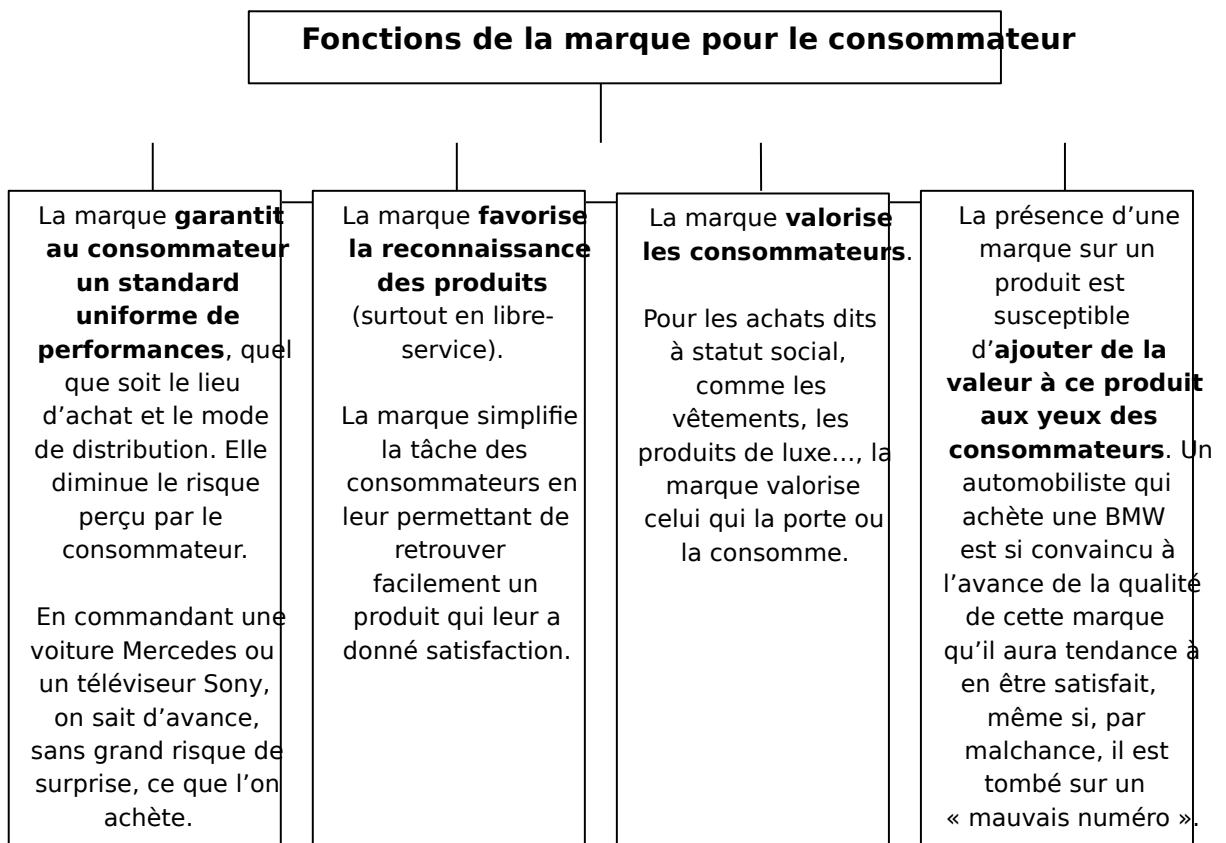 Fonctions de la marque pour le consommateur
La marque garantit
au consommateur
un standard
uniforme de
performances, quel
que soit le lieu
d’achat et le mode
de distribution. Elle
diminue le risque
perçu par le
consommateur.
En commandant une
voiture Mercedes ou
un téléviseur Sony,
on sait d’avance,
sans grand risque de
surprise, ce que l’on
achète.
La marque favorise
la reconnaissance
des produits
(surtout en libre-
service).
La marque simplifie
la tâche des
consommateurs en
leur permettant de
retrouver
facilement un
produit qui leur a
donné satisfaction.
La marque valorise
les consommateurs.
Pour les achats dits
à statut social,
comme les
vêtements, les
produits de luxe…, la
marque valorise
celui qui la porte ou
la consomme.
La présence d’une
marque sur un
produit est
susceptible
d’ajouter de la
valeur à ce produit
aux yeux des
consommateurs. Un
automobiliste qui
achète une BMW
est si convaincu à
l’avance de la qualité
de cette marque
qu’il aura tendance à
en être satisfait,
même si, par
malchance, il est
tombé sur un
« mauvais numéro ».